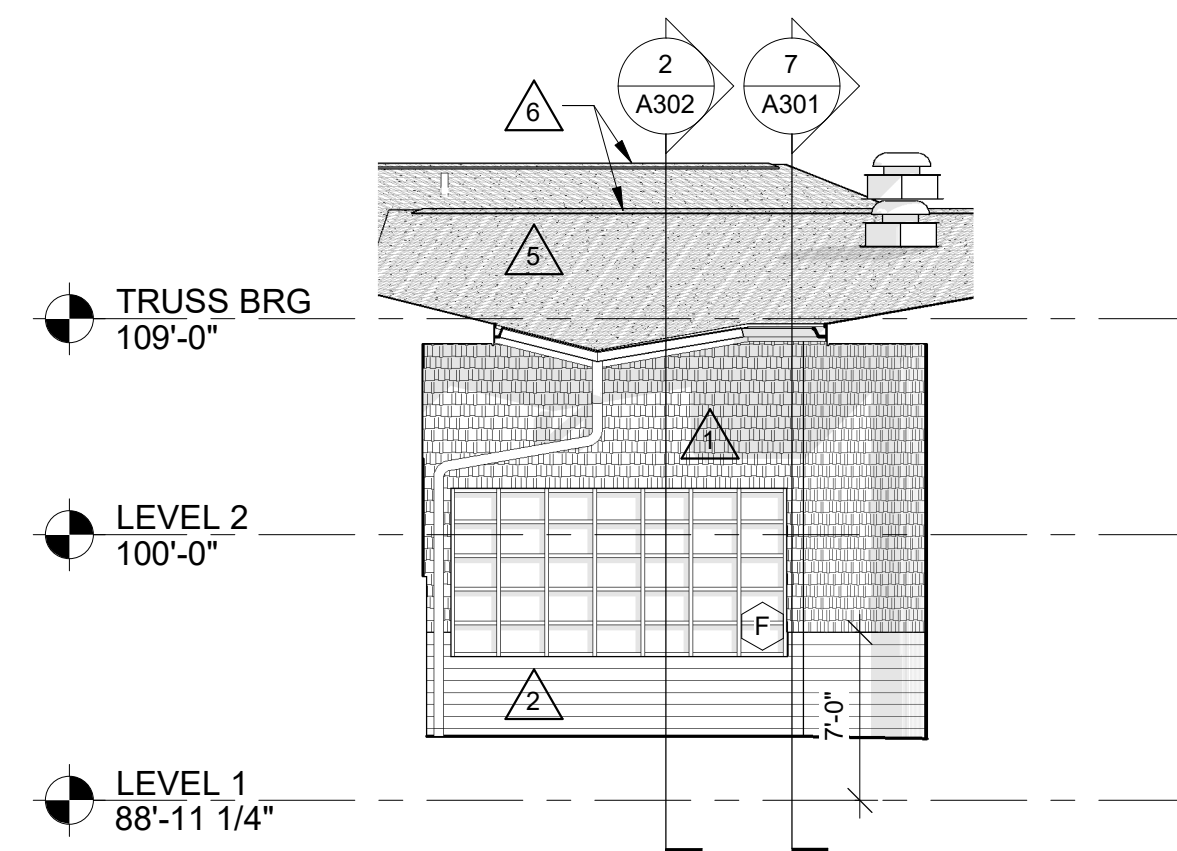 2
A302
7
A301
6
5
TRUSS BRG
109'-0"
1
LEVEL 2
100'-0"
F
2
7'-0"
LEVEL 1
88'-11 1/4"